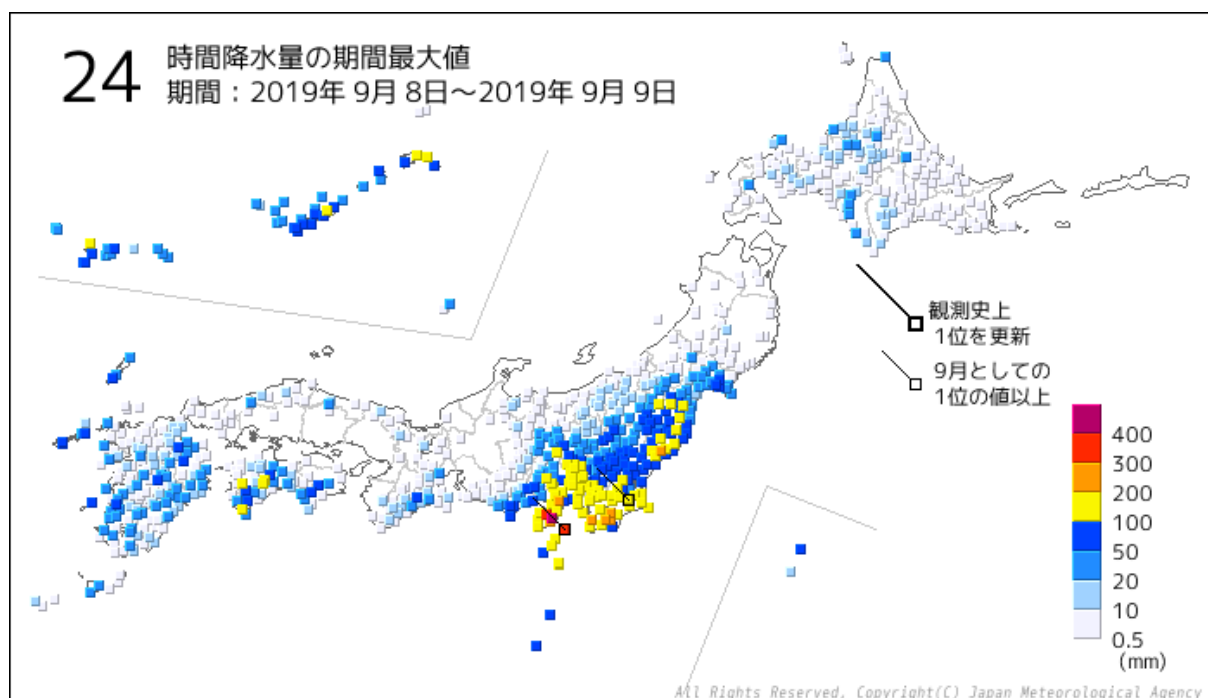 24
時間降水量の期間最大値
期間：2019年 9月 8日～2019年 9月 9日
観測史上
1位を更新
9月としての
1位の値以上
400
300
200
100
50
20
10
0.5
(mm)
All Rights Reserved. Copyright(C) Japan Meteorological Agency